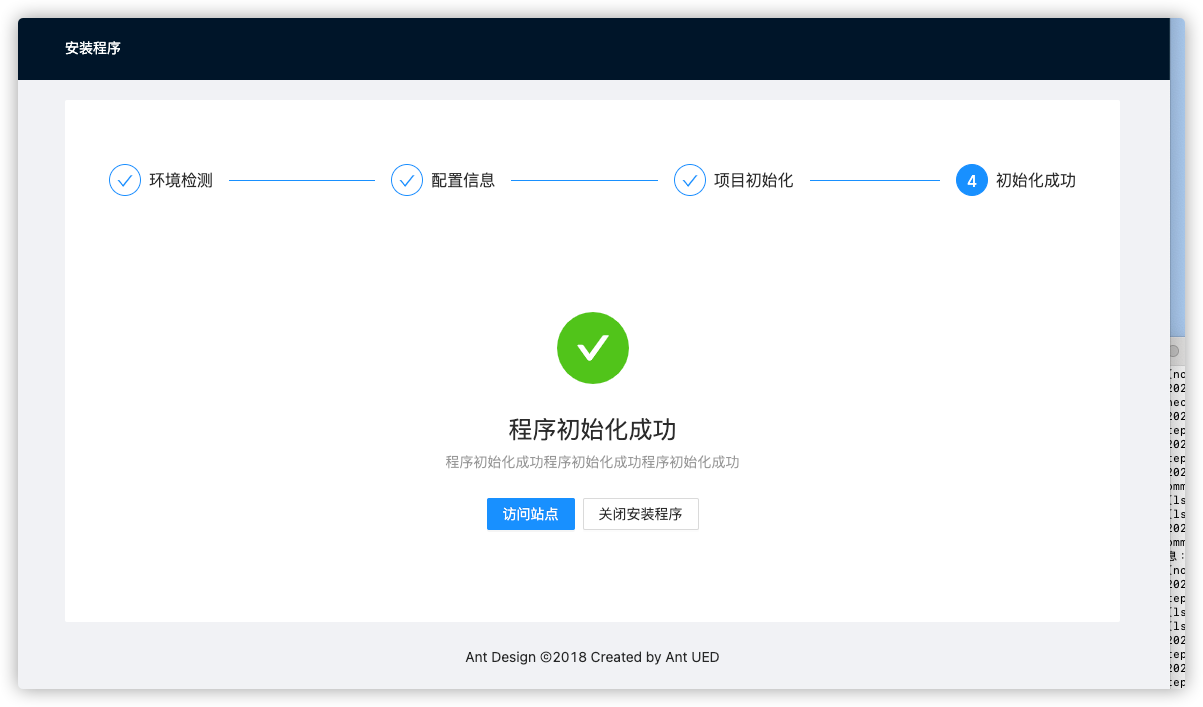 安装程序
环境检测
配置信息
项目初始化
4 初始化成功
程序初始化成功
程序初始化成功程序初始化成功程序初始化成功
访问站点
关闭安装程序
Ant Design ©2018 Created by Ant UED